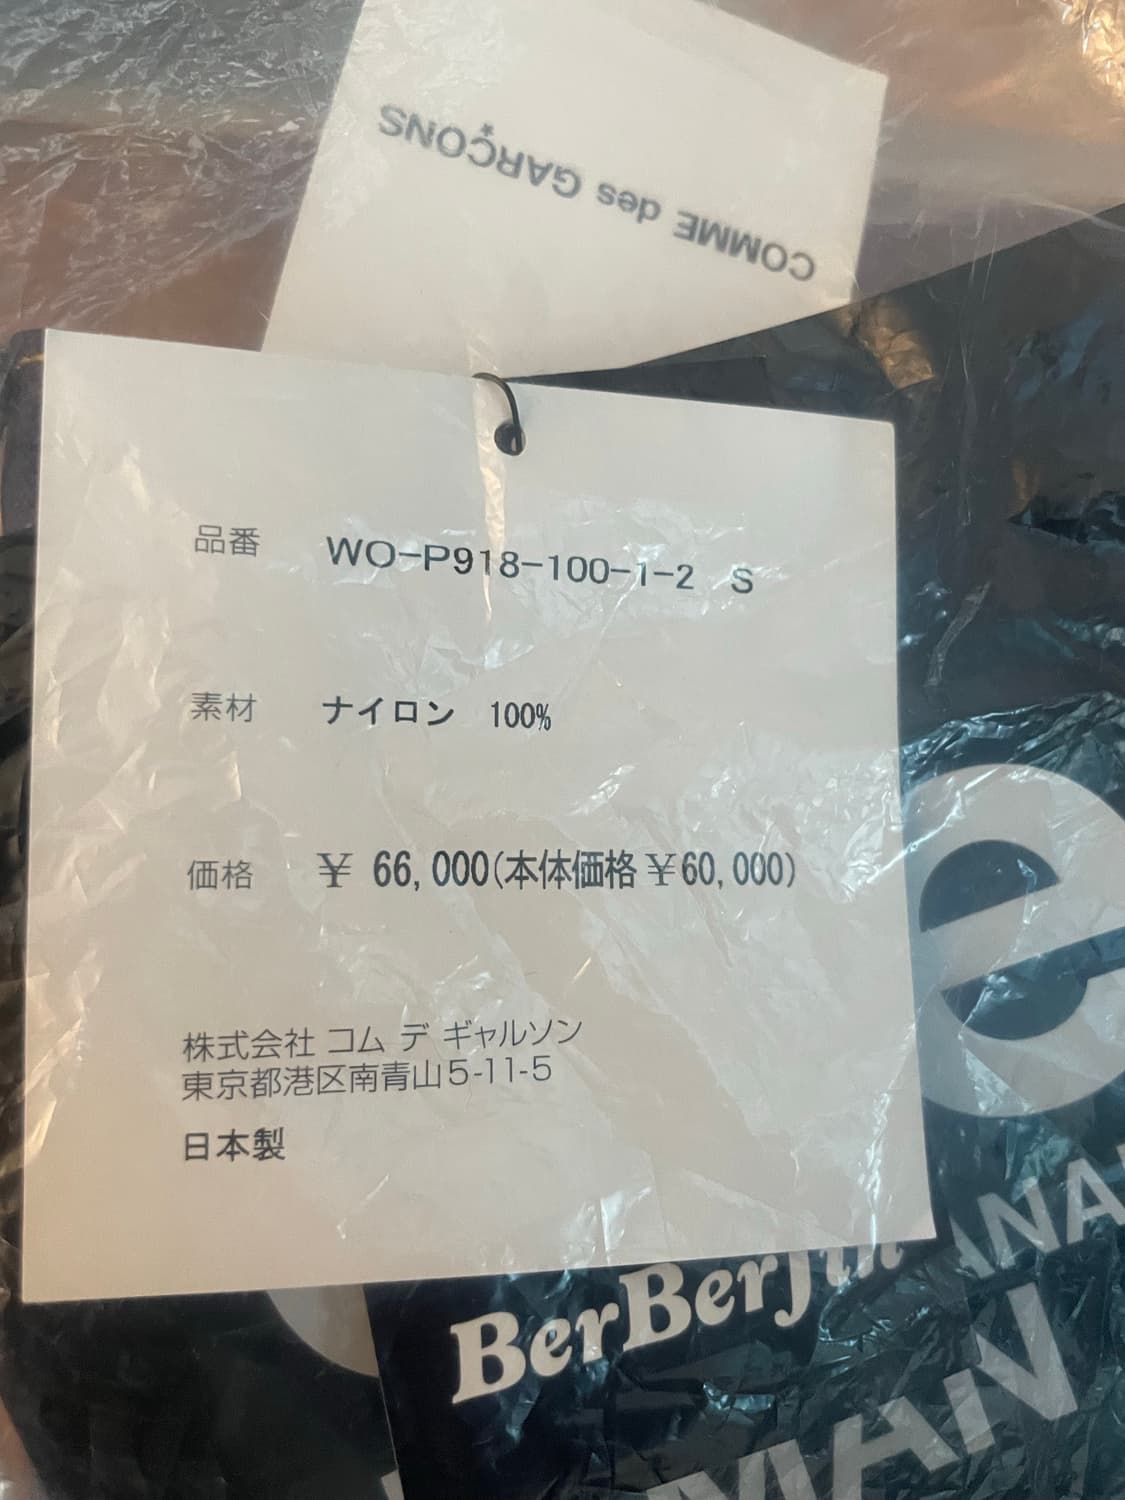 COMME des GARÇONS
品番 WO-P918-100-1-2 S
素材 ナイロン 100%
価格 ¥ 66,000(本体価格¥60,000)
株式会社 コム デ ギャルソン
東京都港区南青山5-11-5
日本製
e
BerBerJin
MAN